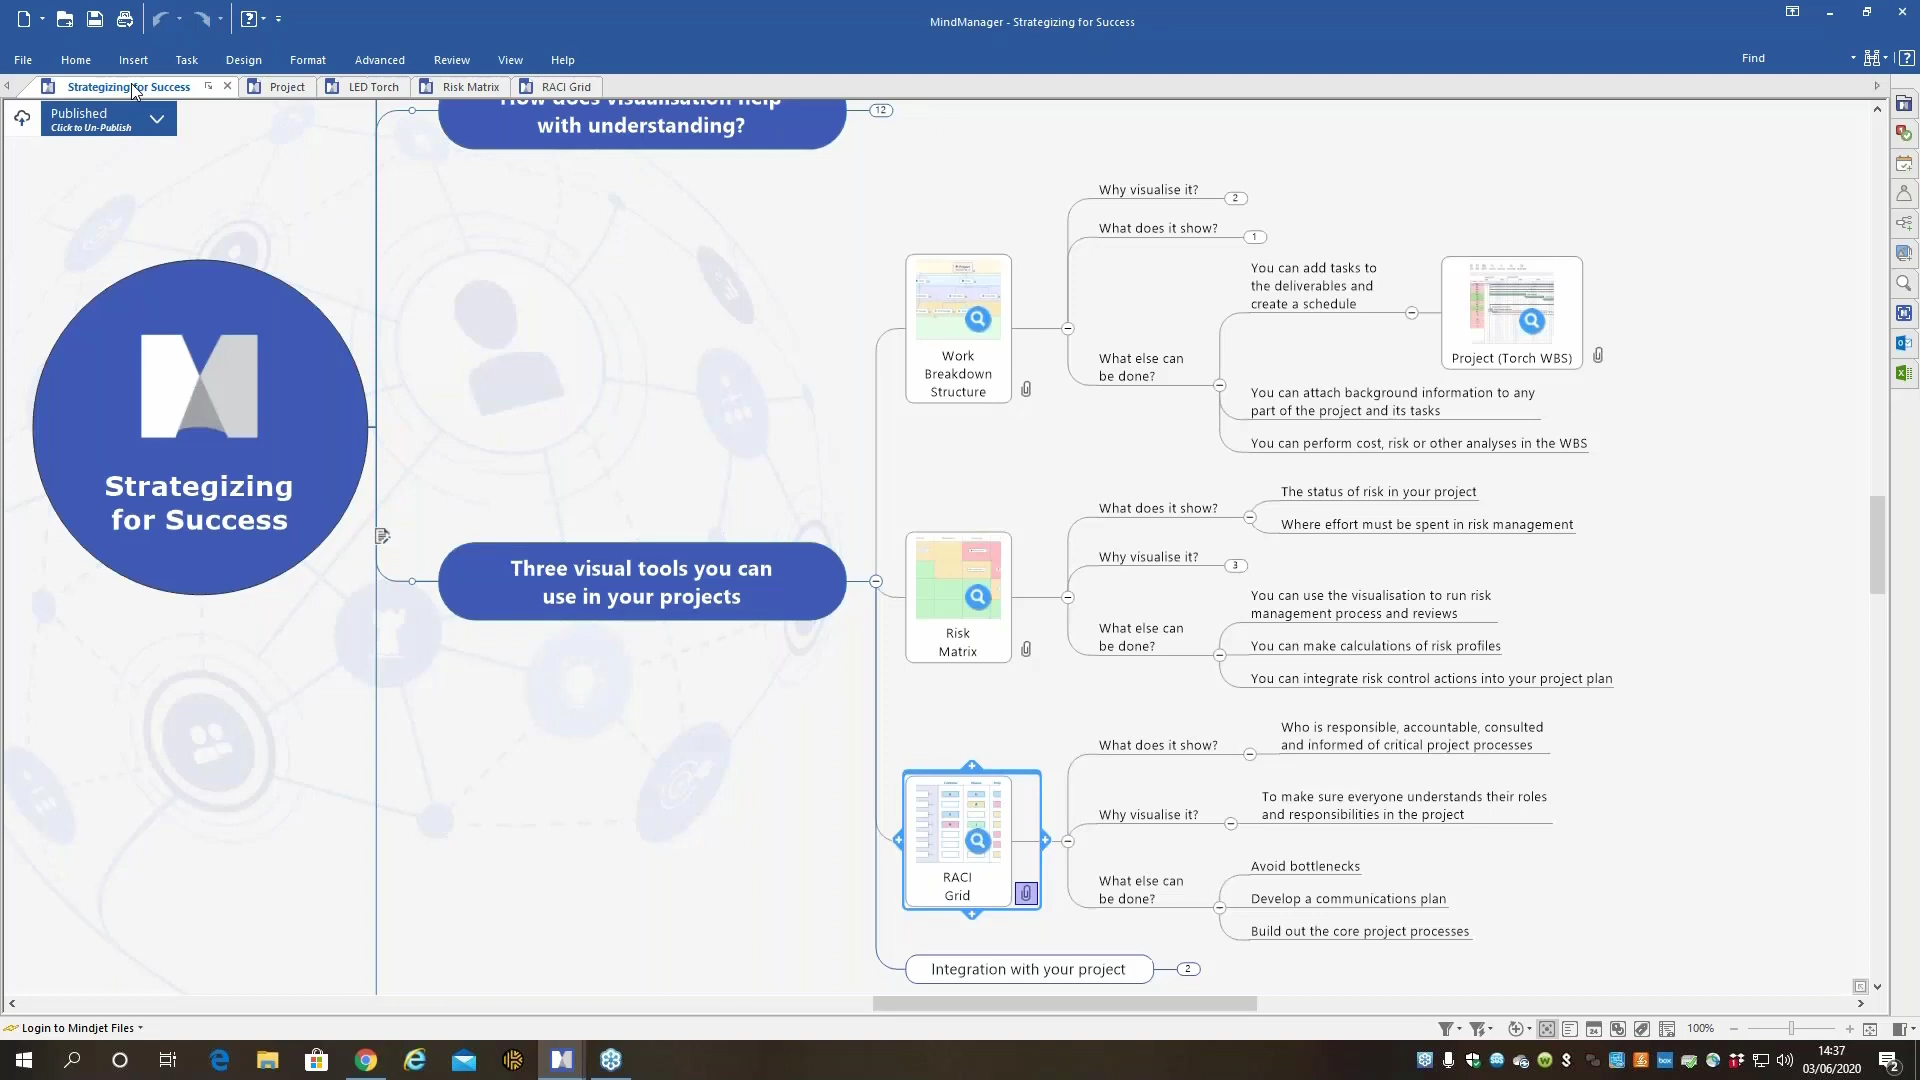 MindManager - Strategizing for Success
File
Home
Insert
Task
Design
Format
Advanced
Review
View
Help
Find
Strategizing for Success
Project
LED Torch
Risk Matrix
RACI Grid
Published
Click to Un-Publish
How does visualisation help
with understanding?
12
Strategizing
for Success
Three visual tools you can
use in your projects
Work
Breakdown
Structure
Why visualise it?
2
What does it show?
1
What else can
be done?
You can add tasks to
the deliverables and
create a schedule
Project (Torch WBS)
You can attach background information to any
part of the project and its tasks
You can perform cost, risk or other analyses in the WBS
Risk
Matrix
What does it show?
The status of risk in your project
Where effort must be spent in risk management
Why visualise it?
3
What else can
be done?
You can use the visualisation to run risk
management process and reviews
You can make calculations of risk profiles
You can integrate risk control actions into your project plan
RACI
Grid
What does it show?
Who is responsible, accountable, consulted
and informed of critical project processes
Why visualise it?
To make sure everyone understands their roles
and responsibilities in the project
What else can
be done?
Avoid bottlenecks
Develop a communications plan
Build out the core project processes
Integration with your project
2
Login to Mindjet Files
100%
14:37
03/06/2020
2